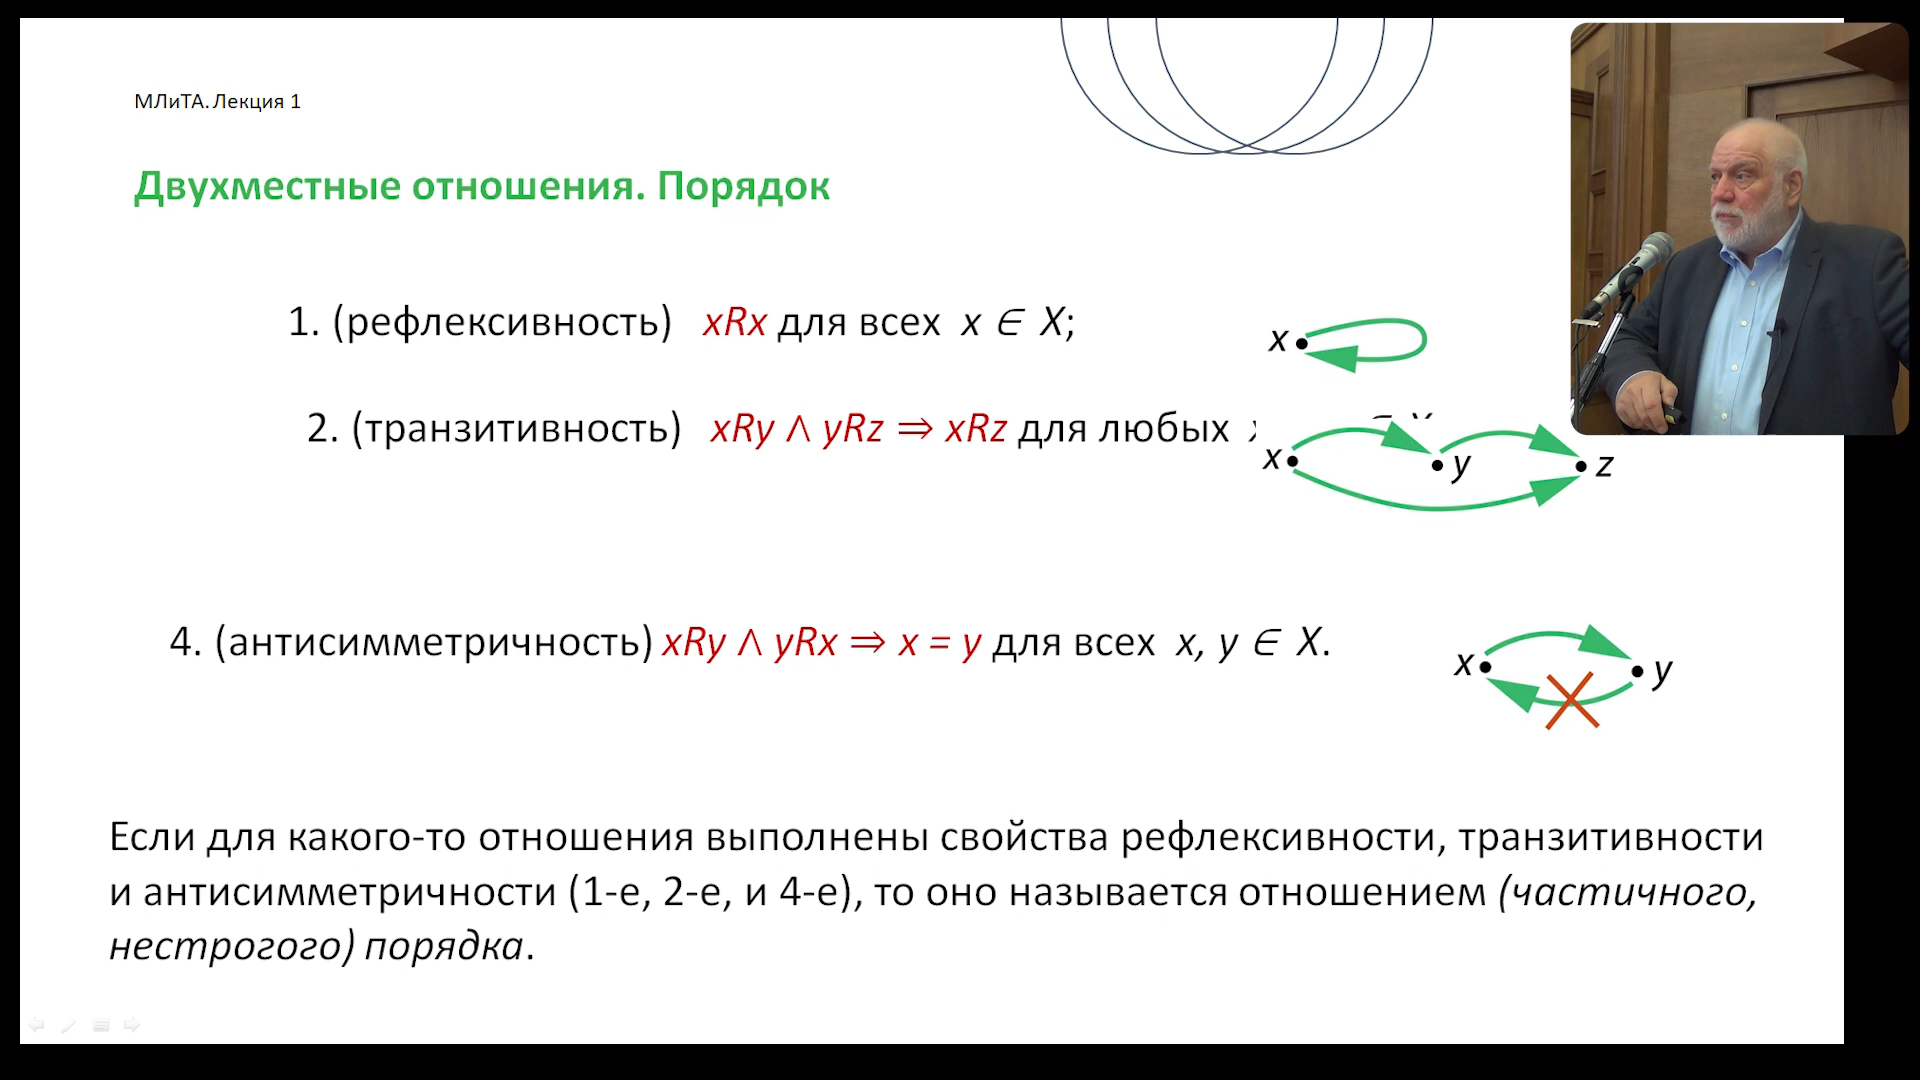 МЛиТА. Лекция 1
Двухместные отношения. Порядок
1. (рефлексивность) xRx для всех x ∈ X;
x
2. (транзитивность) xRy ∧ yRz ⇒ xRz для любых
x y z
4. (антисимметричность) xRy ∧ yRx ⇒ x = y для всех x, y ∈ X.
x y
Если для какого-то отношения выполнены свойства рефлексивности, транзитивности
и антисимметричности (1-е, 2-е, и 4-е), то оно называется отношением (частичного,
нестрогого) порядка.